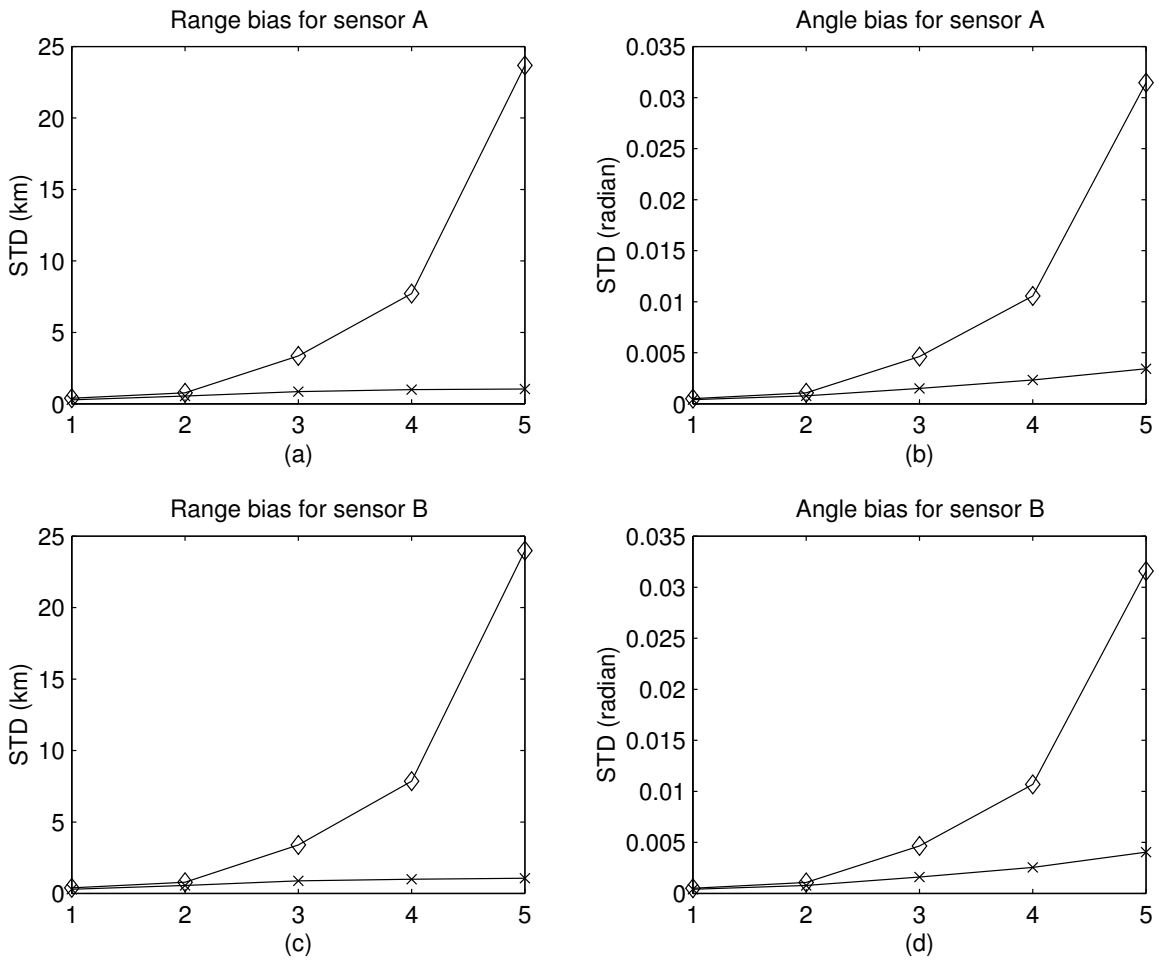 Range bias for sensor A
STD (km)
25
20
15
10
5
0
1 2 3 4 5
(a)
Angle bias for sensor A
STD (radian)
0.035
0.03
0.025
0.02
0.015
0.01
0.005
0
1 2 3 4 5
(b)
Range bias for sensor B
STD (km)
25
20
15
10
5
0
1 2 3 4 5
(c)
Angle bias for sensor B
STD (radian)
0.035
0.03
0.025
0.02
0.015
0.01
0.005
0
1 2 3 4 5
(d)